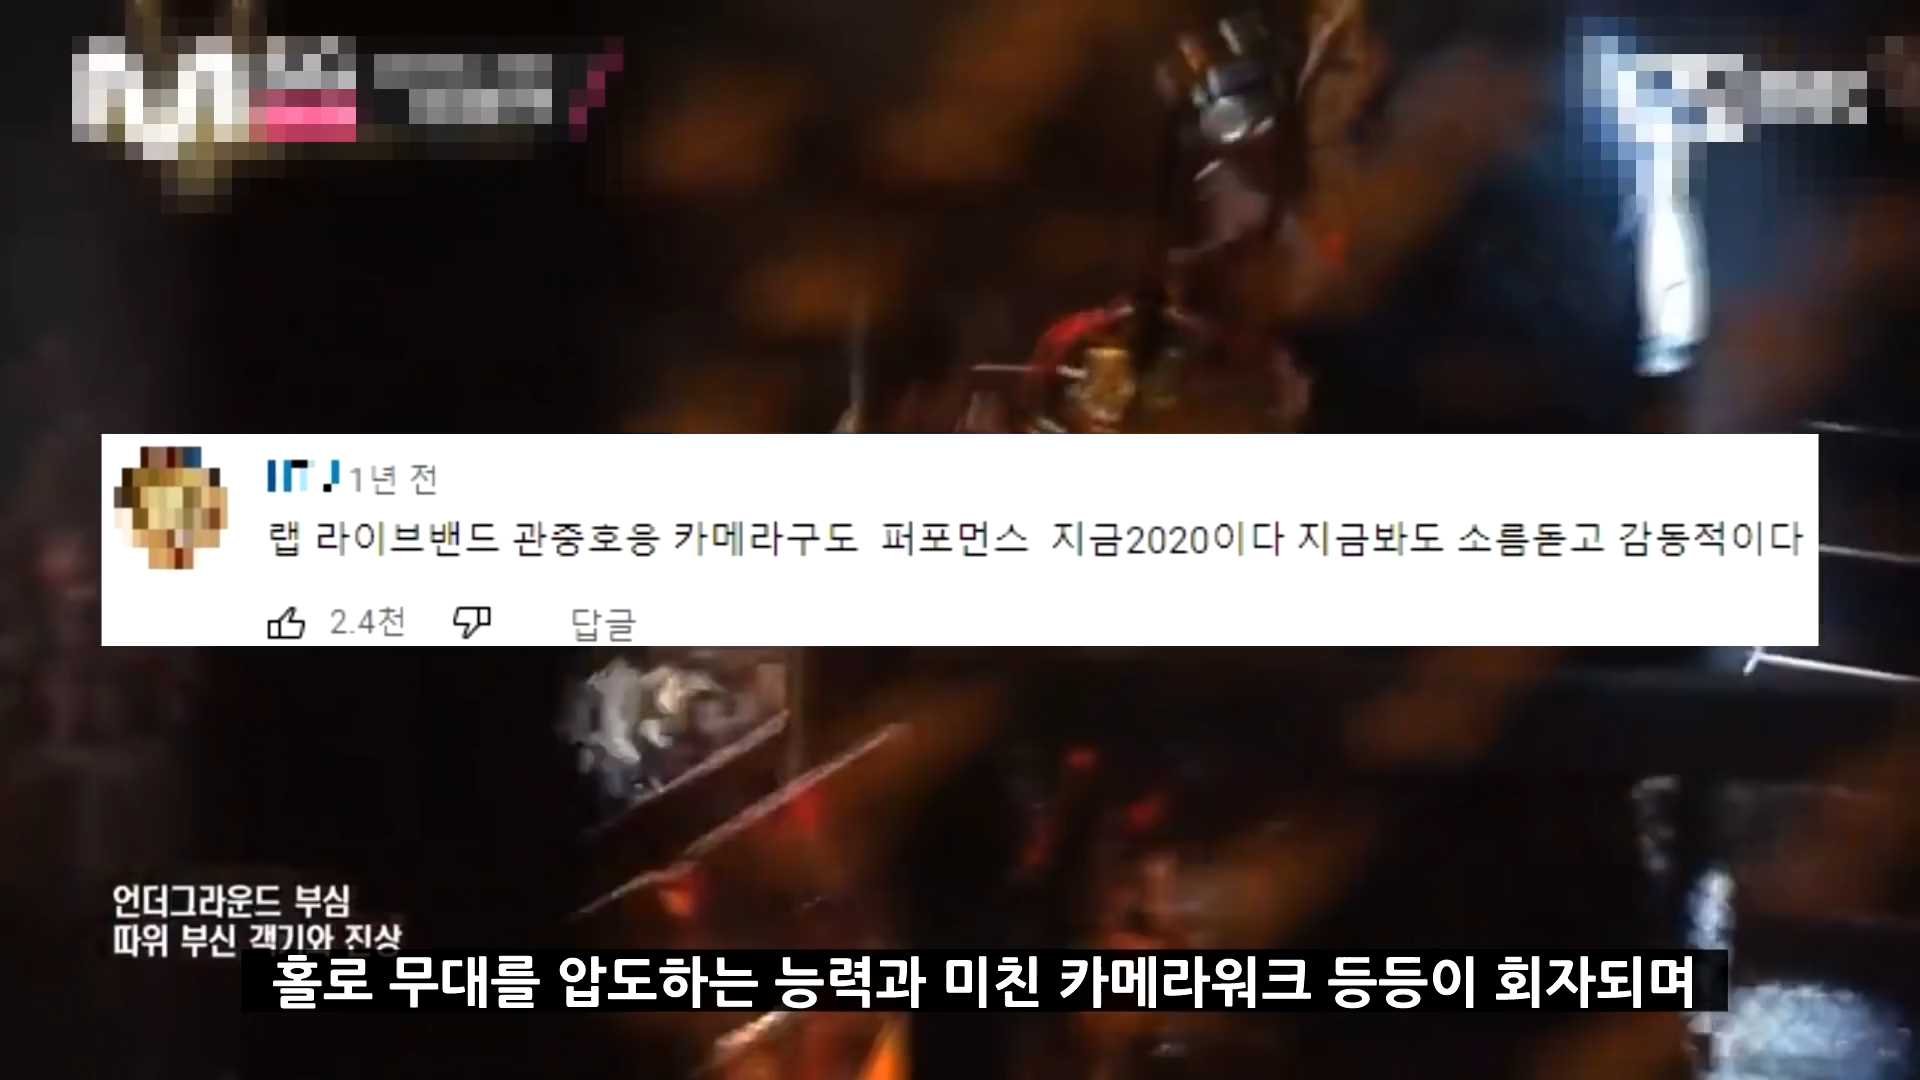 1년 전
랩 라이브밴드 관중호응 카메라구도 퍼포먼스 지금2020이다 지금봐도 소름돋고 감동적이다
2.4천 답글
언더그라운드 부심
따위 부신 객기와 진상
홀로 무대를 압도하는 능력과 미친 카메라워크 등등이 회자되며